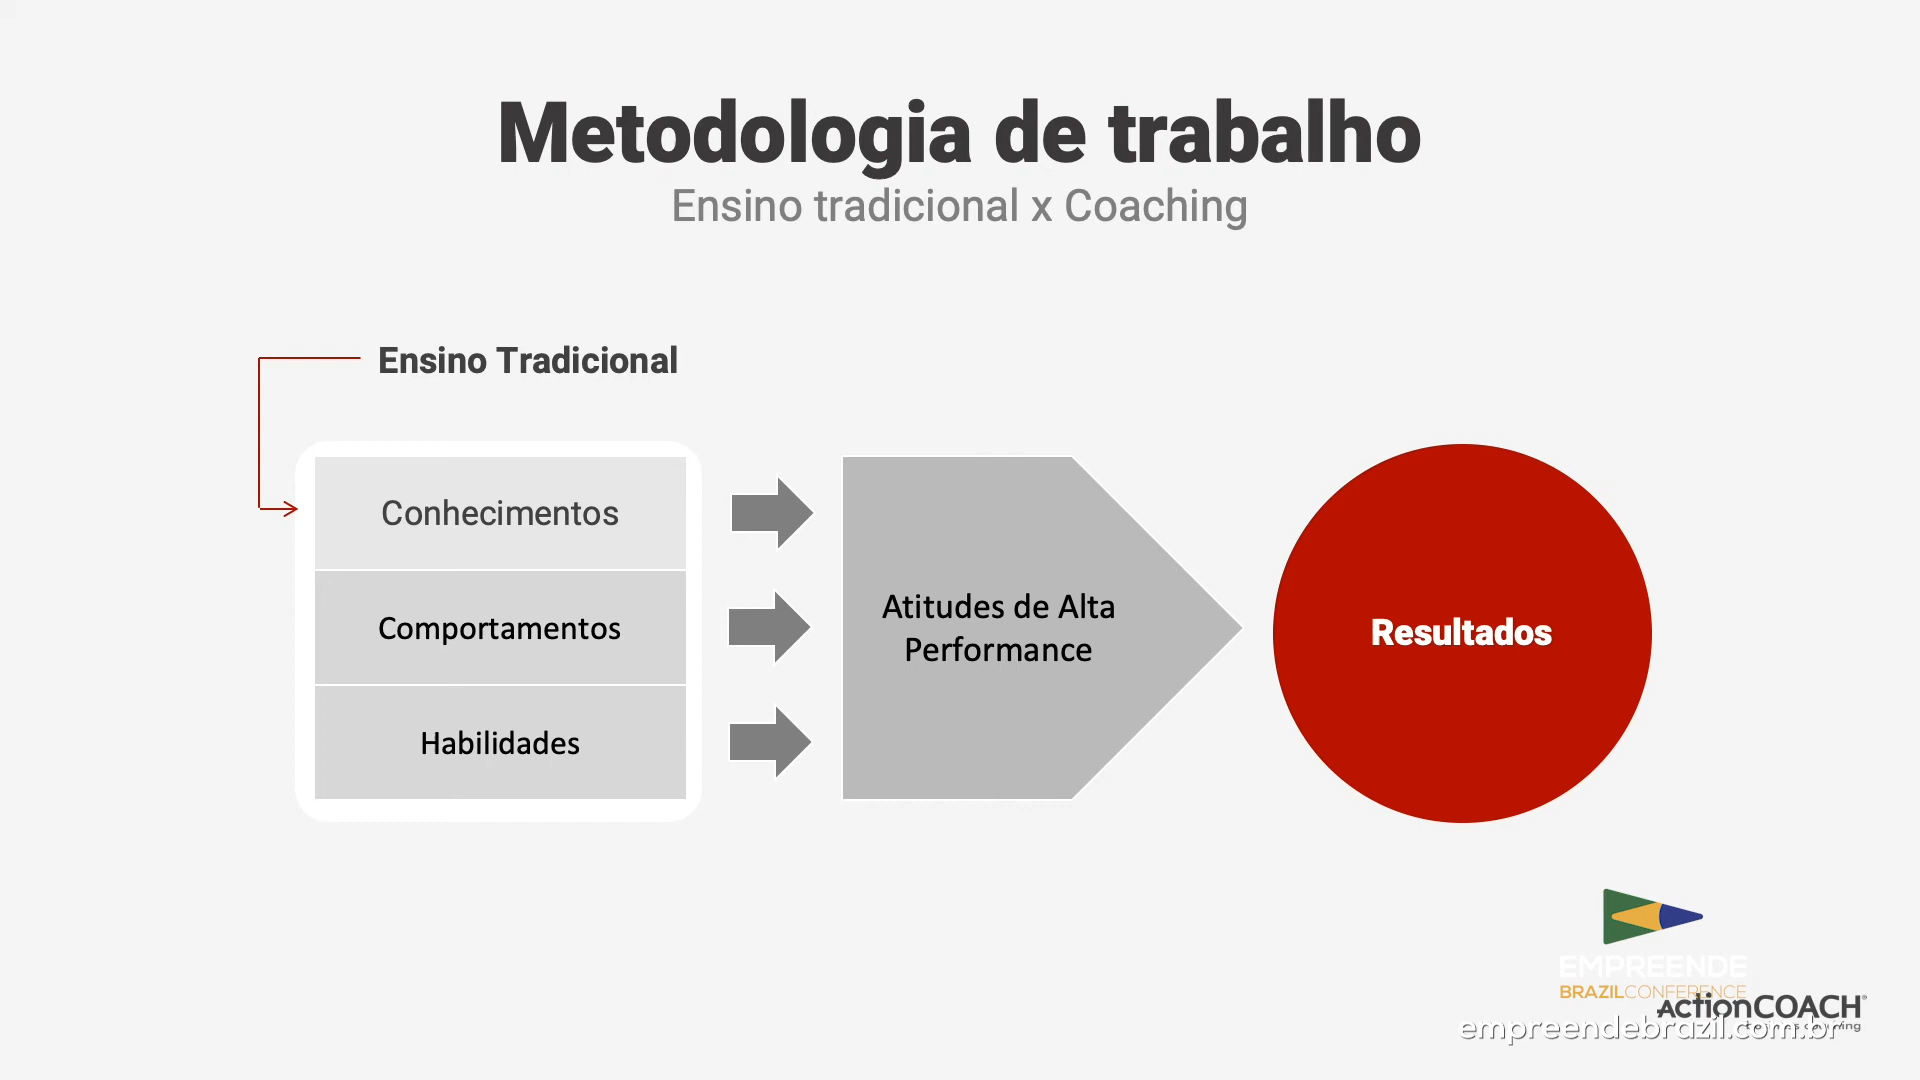 Metodologia de trabalho
Ensino tradicional x Coaching
Ensino Tradicional
Conhecimentos
Comportamentos
Habilidades
Atitudes de Alta
Performance
Resultados
EMPREENDE
BRAZILCONFERENCE
ActionCOACH®
empreendebrazil.com.br